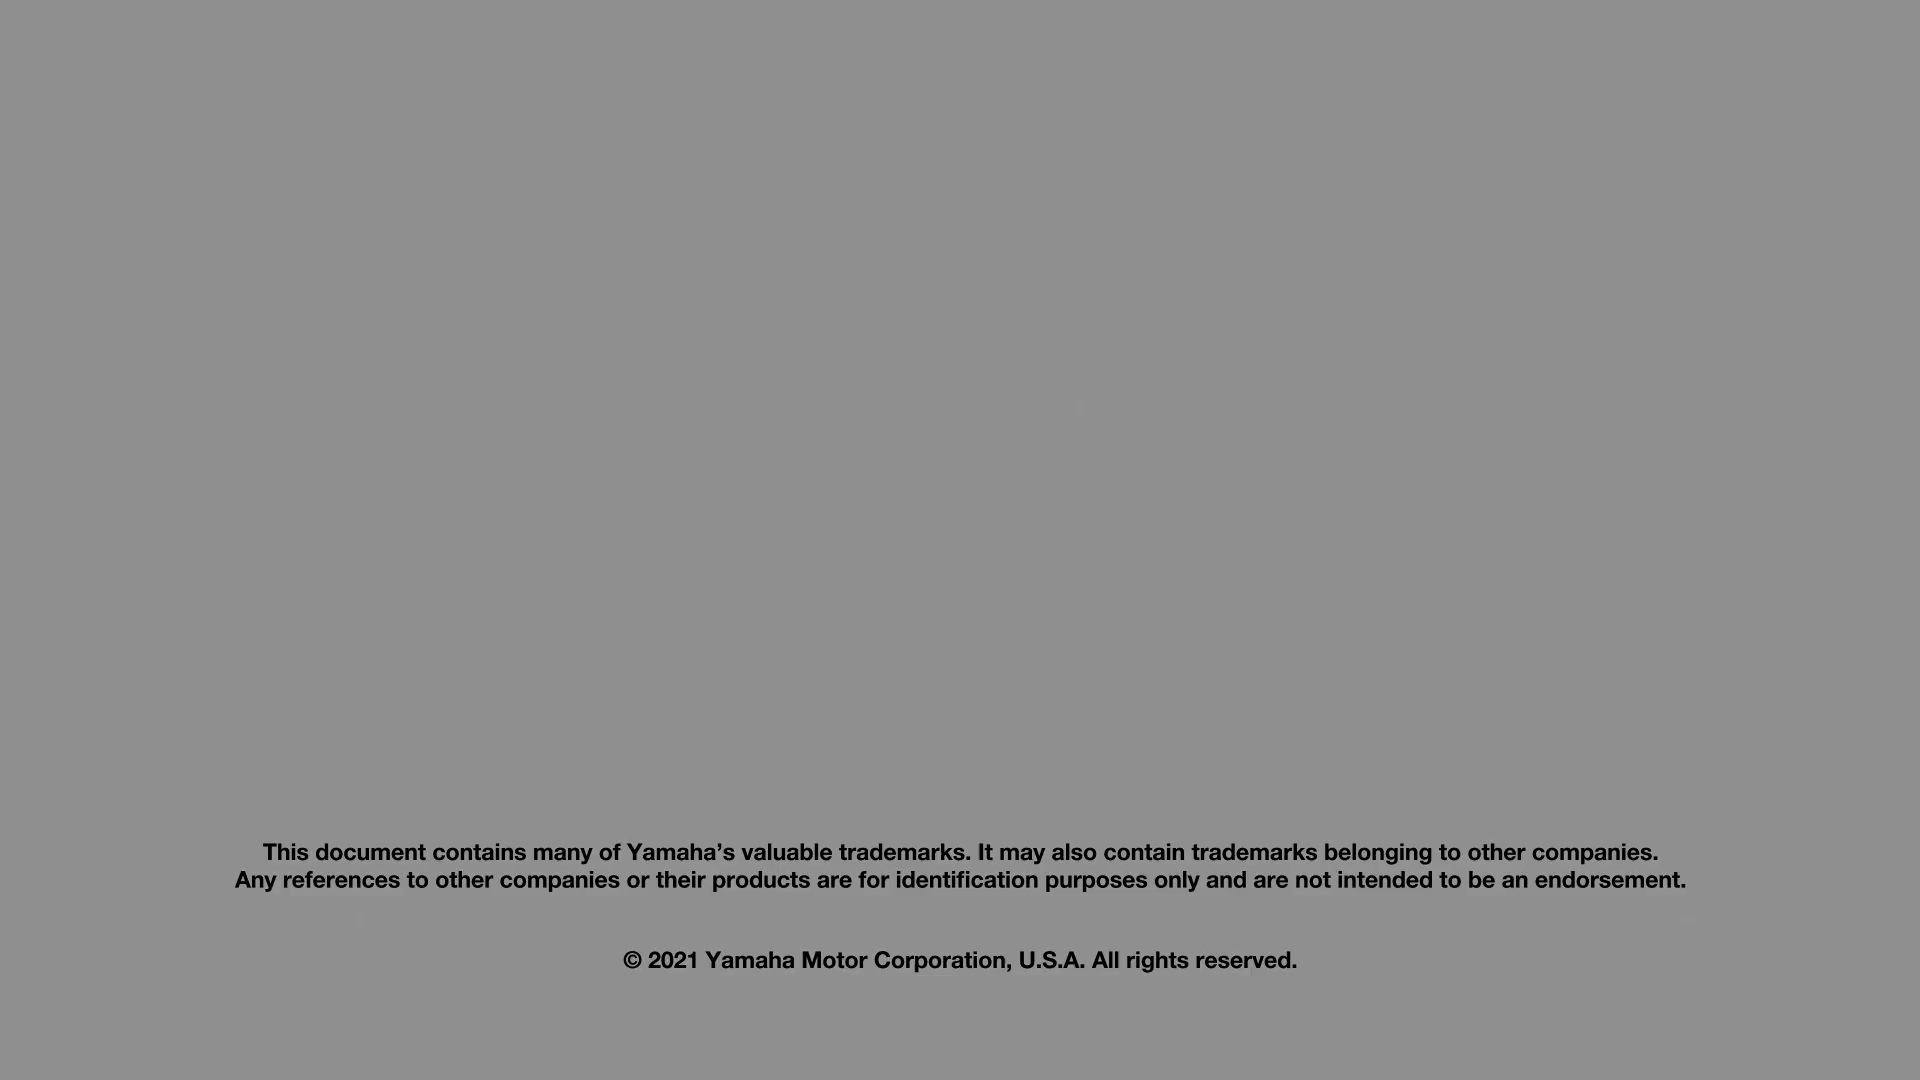 This document contains many of Yamaha’s valuable trademarks. It may also contain trademarks belonging to other companies.
Any references to other companies or their products are for identification purposes only and are not intended to be an endorsement.
© 2021 Yamaha Motor Corporation, U.S.A. All rights reserved.